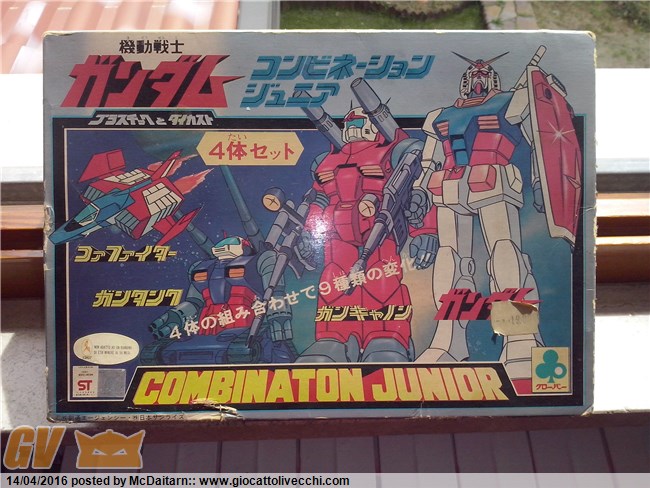 機動戦士
ガンダム
コンビネーション
ジュニア
プラスチックとダイカスト
たい
4体セット
コアファイター
ガンタンク
4体の組み合わせで9種類の変化
ガンキャノン
ガンダム
ST
COMBINATON JUNIOR
クローバー
GV
14/04/2016 posted by McDaitarn:: www.giocattolivecchi.com